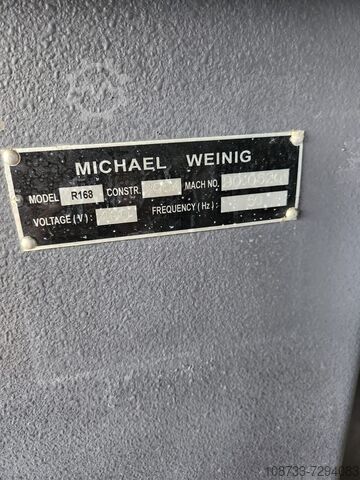 MICHAEL WEINIG
MODEL R168 CONSTR. MACH NO.
VOLTAGE ( V ) : FREQUENCY ( Hz ) :
108733-7294083